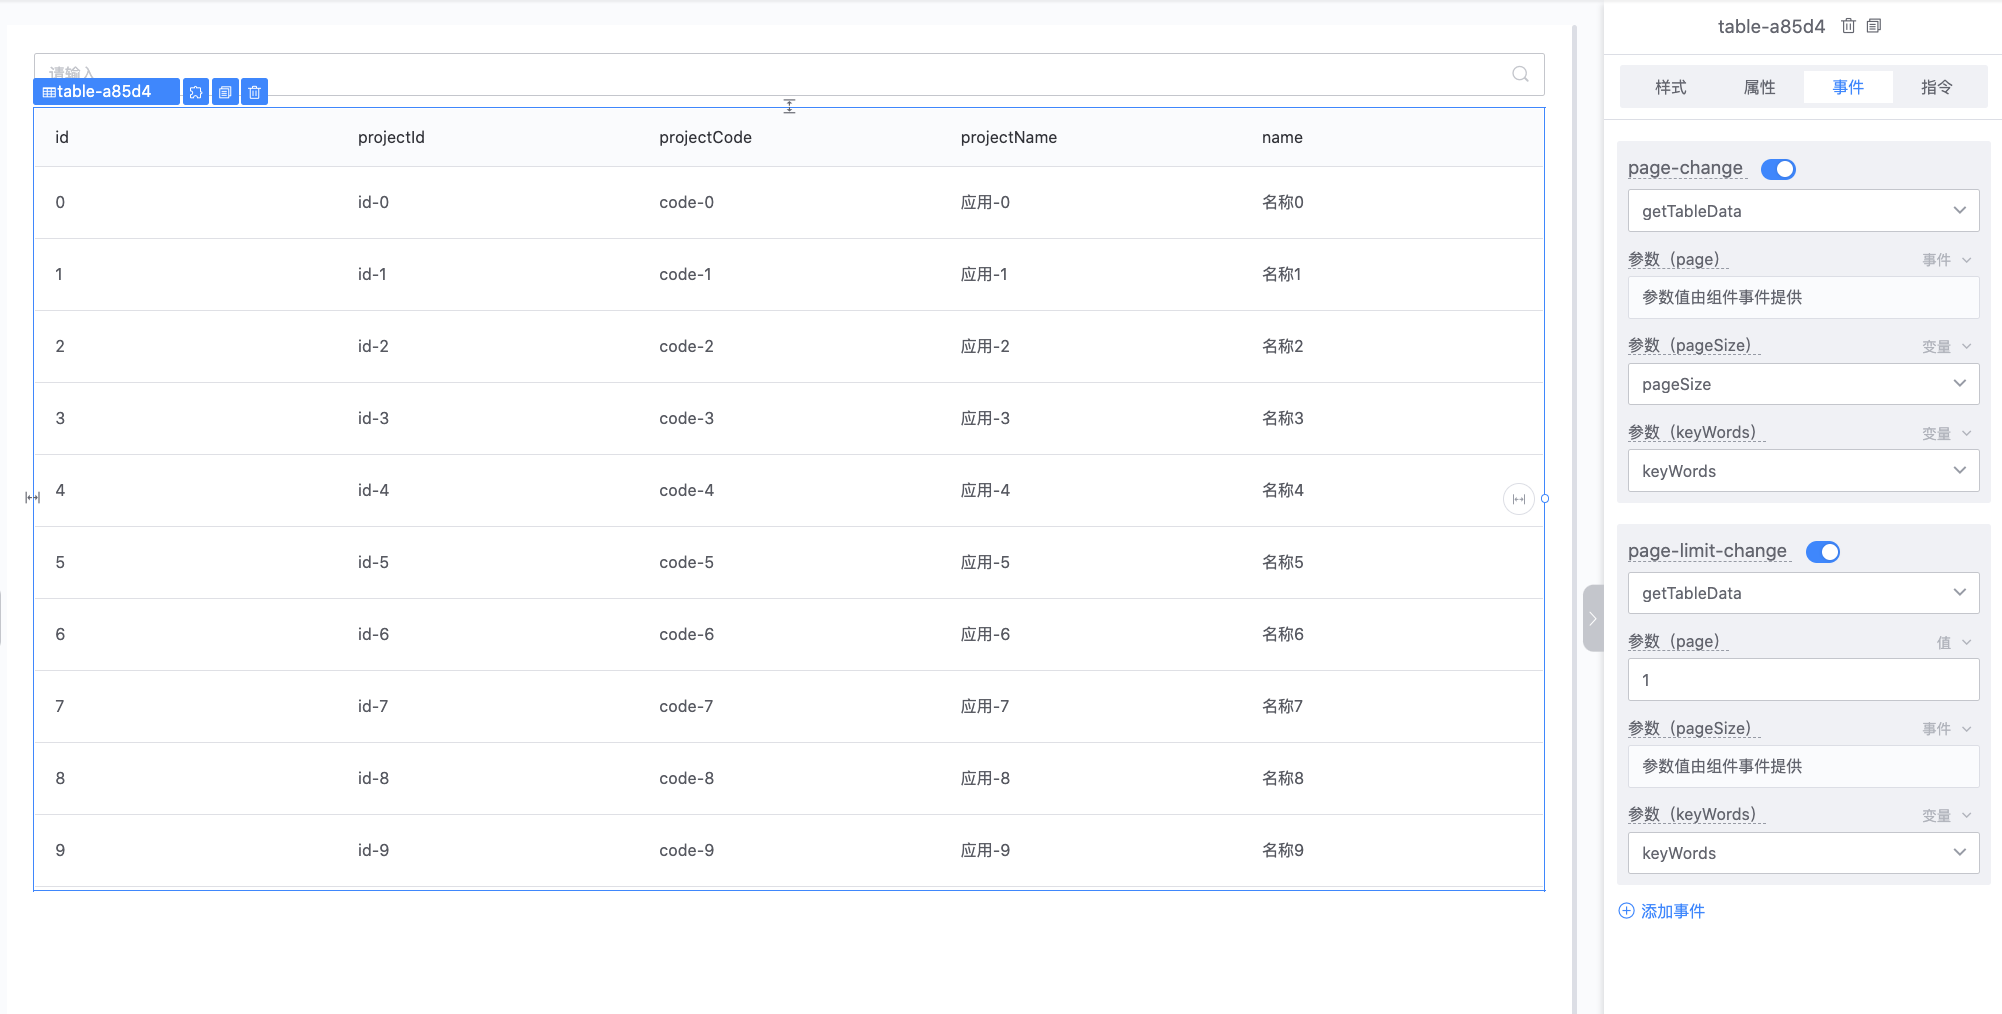 请输入
table-a85d4
id projectId projectCode projectName name
0 id-0 code-0 应用-0 名称0
1 id-1 code-1 应用-1 名称1
2 id-2 code-2 应用-2 名称2
3 id-3 code-3 应用-3 名称3
4 id-4 code-4 应用-4 名称4
5 id-5 code-5 应用-5 名称5
6 id-6 code-6 应用-6 名称6
7 id-7 code-7 应用-7 名称7
8 id-8 code-8 应用-8 名称8
9 id-9 code-9 应用-9 名称9
table-a85d4
样式 属性 事件 指令
page-change
getTableData
参数（page） 事件
参数值由组件事件提供
参数（pageSize） 变量
pageSize
参数（keyWords） 变量
keyWords
page-limit-change
getTableData
参数（page） 值
1
参数（pageSize） 事件
参数值由组件事件提供
参数（keyWords） 变量
keyWords
添加事件